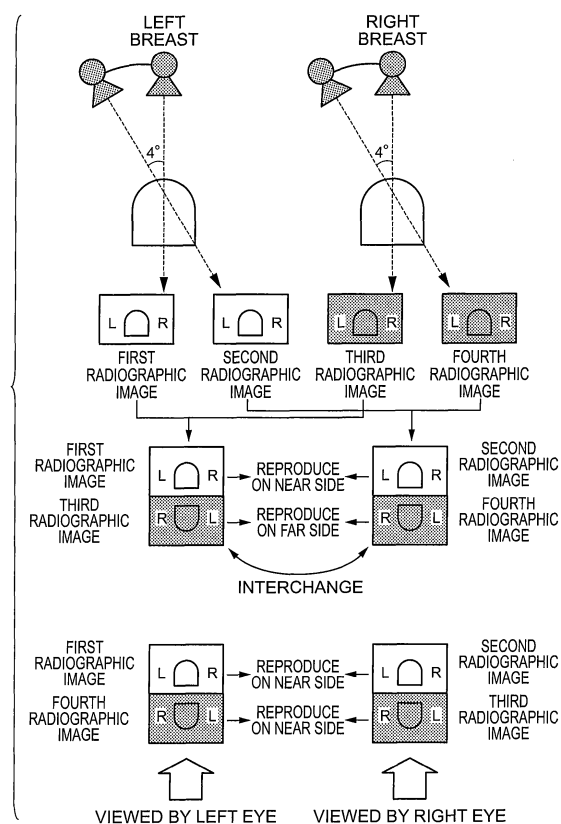 LEFT
BREAST
RIGHT
BREAST
4°
4°
L R
L R
L R
L R
FIRST
RADIOGRAPHIC
IMAGE
SECOND
RADIOGRAPHIC
IMAGE
THIRD
RADIOGRAPHIC
IMAGE
FOURTH
RADIOGRAPHIC
IMAGE
FIRST
RADIOGRAPHIC
IMAGE
L R
REPRODUCE
ON NEAR SIDE
L R
SECOND
RADIOGRAPHIC
IMAGE
THIRD
RADIOGRAPHIC
IMAGE
R L
REPRODUCE
ON FAR SIDE
R L
FOURTH
RADIOGRAPHIC
IMAGE
INTERCHANGE
FIRST
RADIOGRAPHIC
IMAGE
L R
REPRODUCE
ON NEAR SIDE
L R
SECOND
RADIOGRAPHIC
IMAGE
FOURTH
RADIOGRAPHIC
IMAGE
R L
REPRODUCE
ON NEAR SIDE
R L
THIRD
RADIOGRAPHIC
IMAGE
VIEWED BY LEFT EYE
VIEWED BY RIGHT EYE